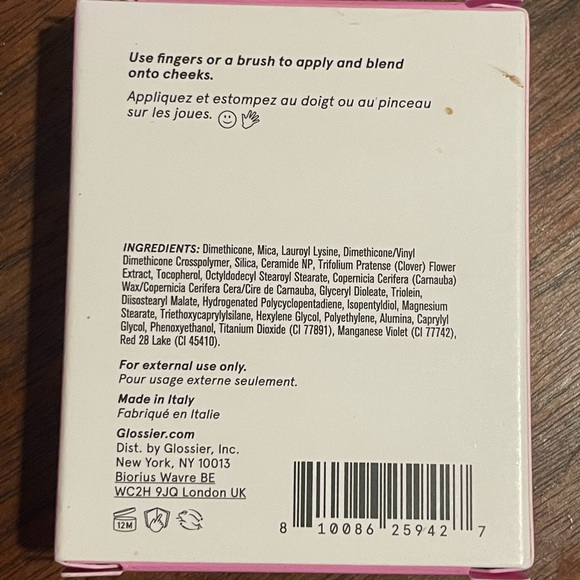 Use fingers or a brush to apply and blend
onto cheeks.
Appliquez et estompez au doigt ou au pinceau
sur les joues.
INGREDIENTS: Dimethicone, Mica, Lauroyl Lysine, Dimethicone/Vinyl
Dimethicone Crosspolymer, Silica, Ceramide NP, Trifolium Pratense (Clover) Flower
Extract, Tocopherol, Octyldodecyl Stearoyl Stearate, Copernicia Cerifera (Carnauba)
Wax/Copernicia Cerifera Cera/Cire de Carnauba, Glyceryl Dioleate, Triolein,
Diisostearyl Malate, Hydrogenated Polycyclopentadiene, Isopentyldiol, Magnesium
Stearate, Triethoxycaprylylsilane, Hexylene Glycol, Polyethylene, Alumina, Caprylyl
Glycol, Phenoxyethanol, Titanium Dioxide (CI 77891), Manganese Violet (CI 77742),
Red 28 Lake (CI 45410).
For external use only.
Pour usage externe seulement.
Made in Italy
Fabriqué en Italie
Glossier.com
Dist. by Glossier, Inc.
New York, NY 10013
Biorius Wavre BE
WC2H 9JQ London UK
12M
8 10086 25942 7